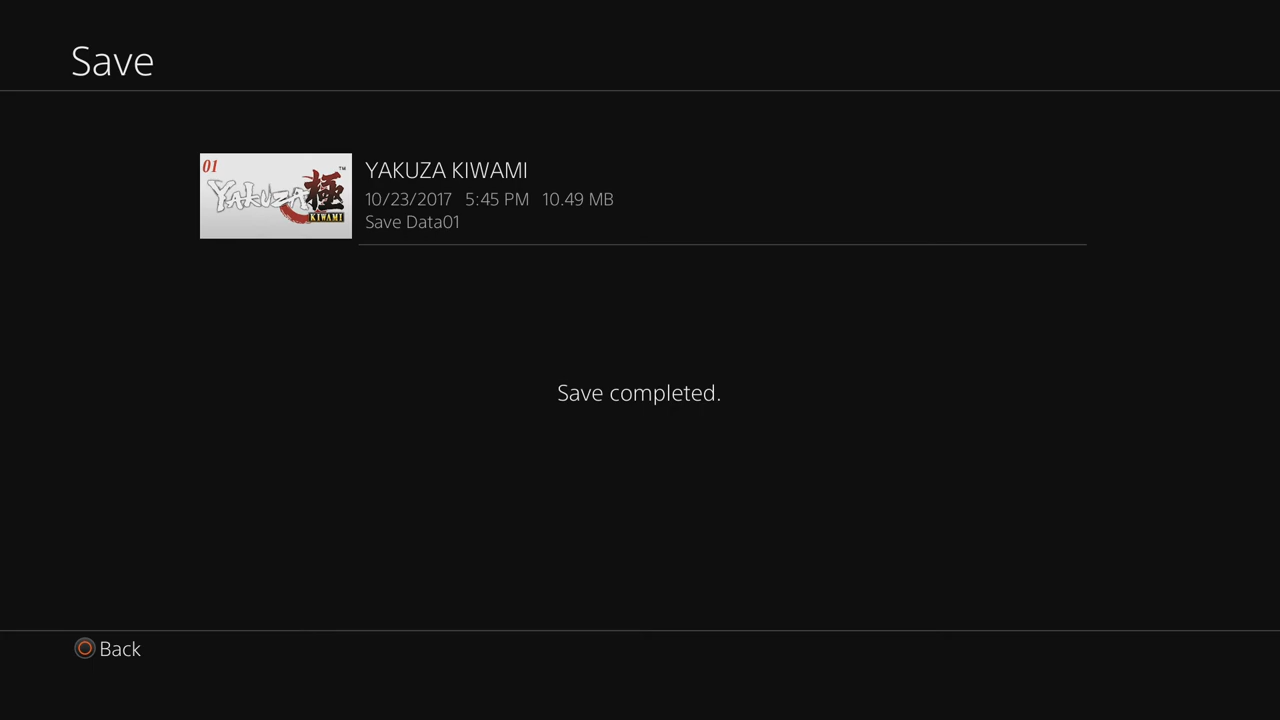 Save
01
YAKUZA 極 ™
KIWAMI
YAKUZA KIWAMI
10/23/2017 5:45 PM 10.49 MB
Save Data01
Save completed.
Back